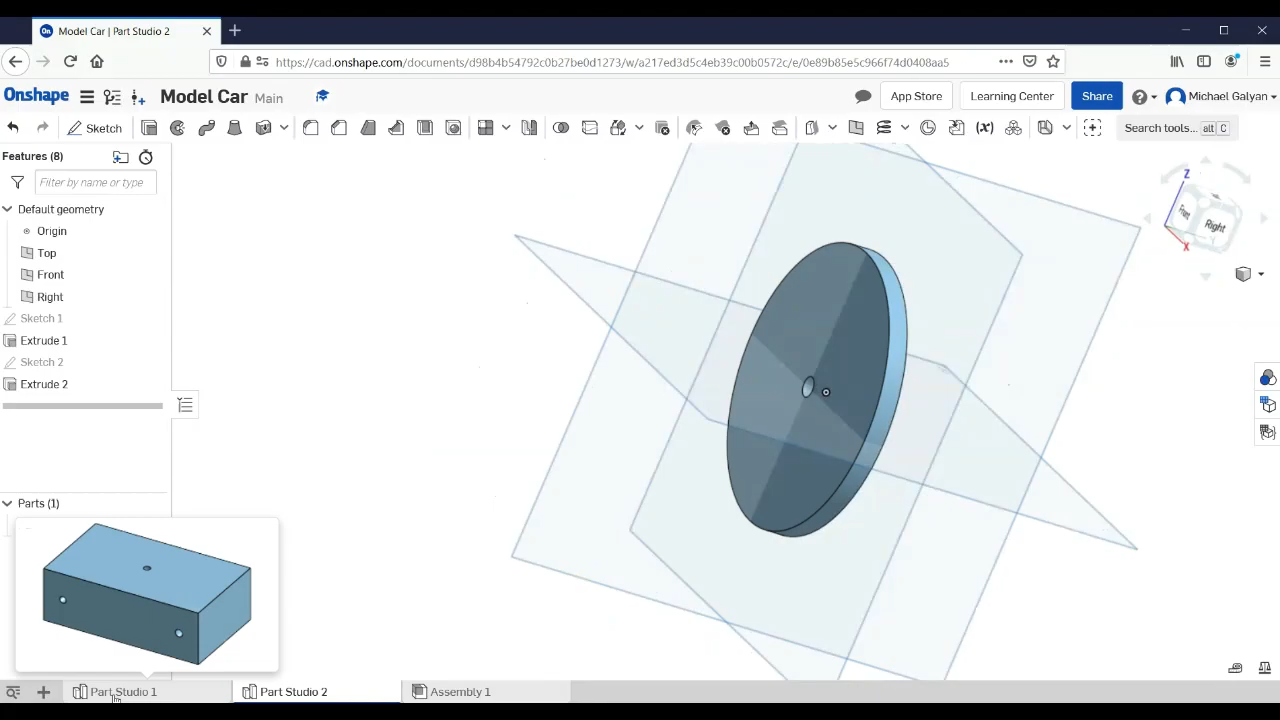 On Model Car | Part Studio 2
https://cad.onshape.com/documents/d98b4b5479210b27be0d1273/w/a217ed3d5c4eb39c00b0572c/e/0e89b85e5c966f74d0408aa5
Onshape Model Car Main App Store Learning Center Share Michael Galyan
Sketch (x) Search tools... alt C
Features (8)
Filter by name or type
Default geometry
Origin
Top
Front
Right
Sketch 1
Extrude 1
Sketch 2
Extrude 2
Parts (1)
Z
Front
Right
X
Part Studio 1 Part Studio 2 Assembly 1